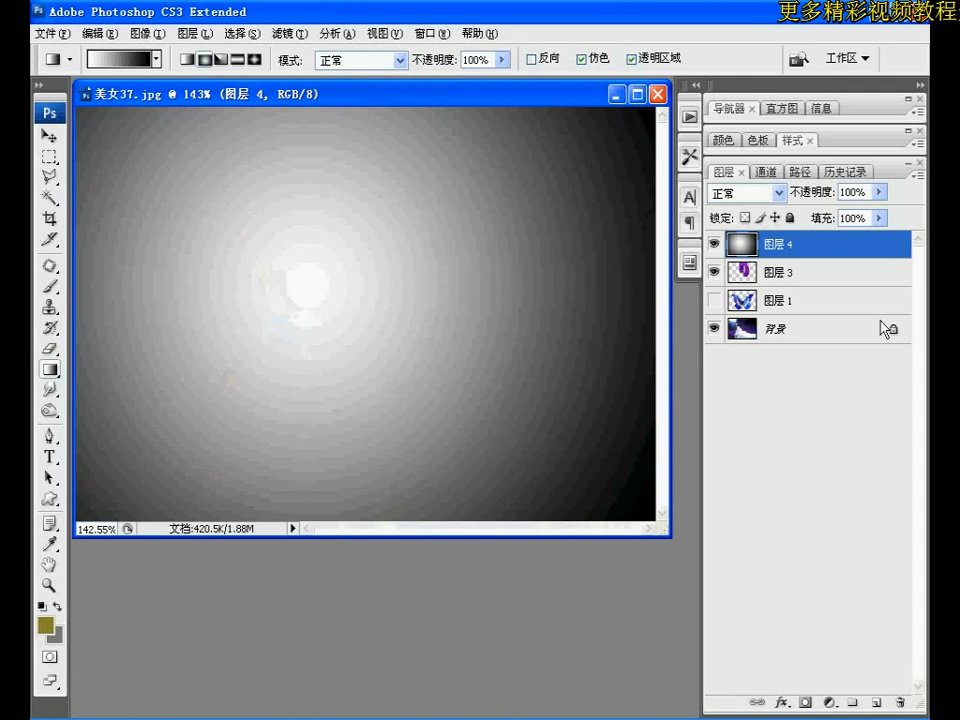 Adobe Photoshop CS3 Extended
更多精彩视频教程
文件(F) 编辑(E) 图像(I) 图层(L) 选择(S) 滤镜(T) 分析(A) 视图(V) 窗口(W) 帮助(H)
模式: 正常 不透明度: 100% 反向 仿色 透明区域 工作区
美女37.jpg @ 143% (图层 4, RGB/8)
导航器 × 直方图 信息
Ps
颜色 色板 样式 ×
图层 × 通道 路径 历史记录
正常 不透明度: 100%
锁定: 填充: 100%
图层 4
图层 3
图层 1
背景
142.55% 文档:420.5K/1.88M